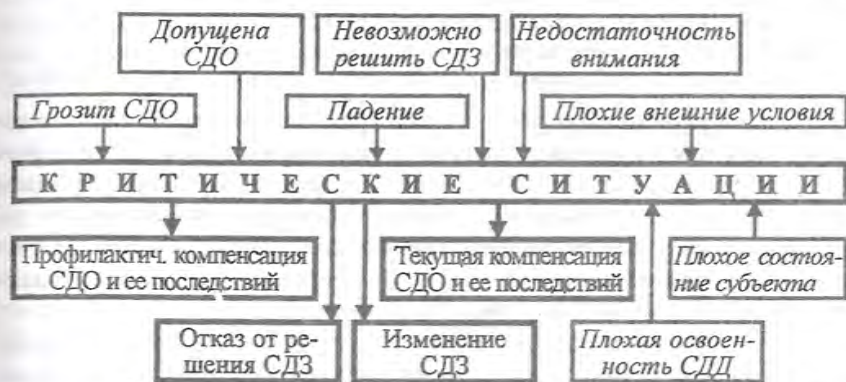 Допущена
СДО
Невозможно
решить СДЗ
Недостаточность
внимания
Грозит СДО
Падение
Плохие внешние условия
К Р И Т И Ч Е С К И Е С И Т У А Ц И И
Профилактич. компенсация
СДО и ее последствий
Текущая компенсация
СДО и ее последствий
Плохое состоя-
ние субъекта
Отказ от ре-
шения СДЗ
Изменение
СДЗ
Плохая освоен-
ность СДД